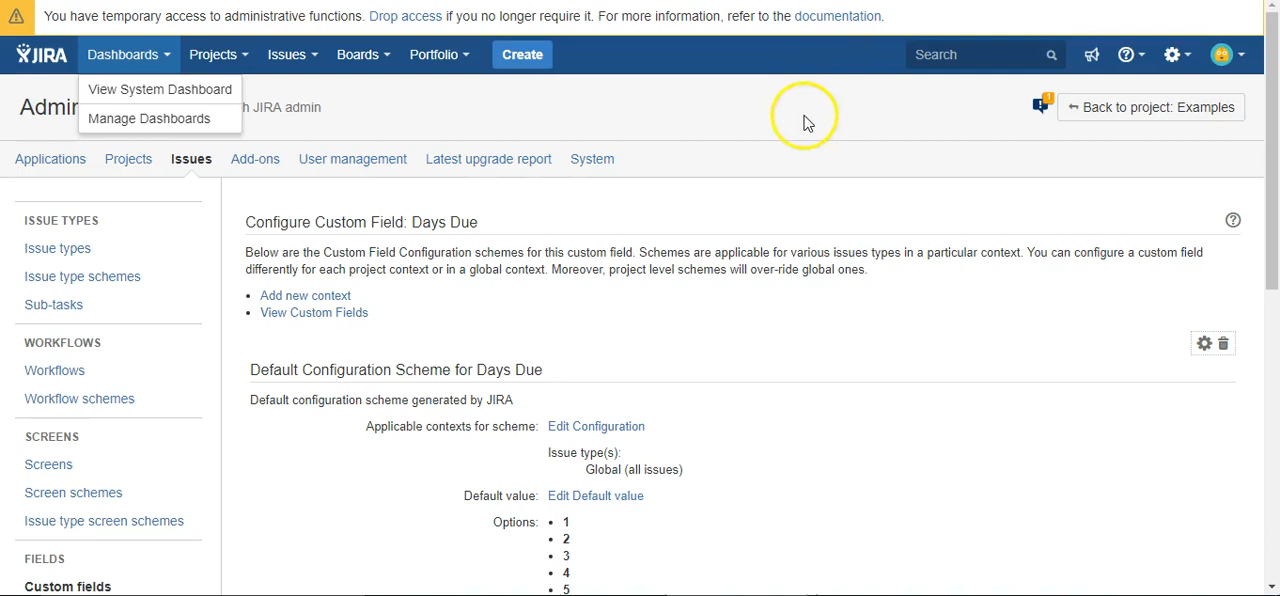 You have temporary access to administrative functions. Drop access if you no longer require it. For more information, refer to the documentation.
JIRA Dashboards Projects Issues Boards Portfolio Create Search
View System Dashboard
Manage Dashboards
Admin
h JIRA admin
1
Back to project: Examples
Applications Projects Issues Add-ons User management Latest upgrade report System
ISSUE TYPES
Issue types
Issue type schemes
Sub-tasks
WORKFLOWS
Workflows
Workflow schemes
SCREENS
Screens
Screen schemes
Issue type screen schemes
FIELDS
Custom fields
Configure Custom Field: Days Due
Below are the Custom Field Configuration schemes for this custom field. Schemes are applicable for various issues types in a particular context. You can configure a custom field
differently for each project context or in a global context. Moreover, project level schemes will over-ride global ones.
• Add new context
• View Custom Fields
Default Configuration Scheme for Days Due
Default configuration scheme generated by JIRA
Applicable contexts for scheme: Edit Configuration
Issue type(s):
Global (all issues)
Default value: Edit Default value
Options: • 1
• 2
• 3
• 4
• 5